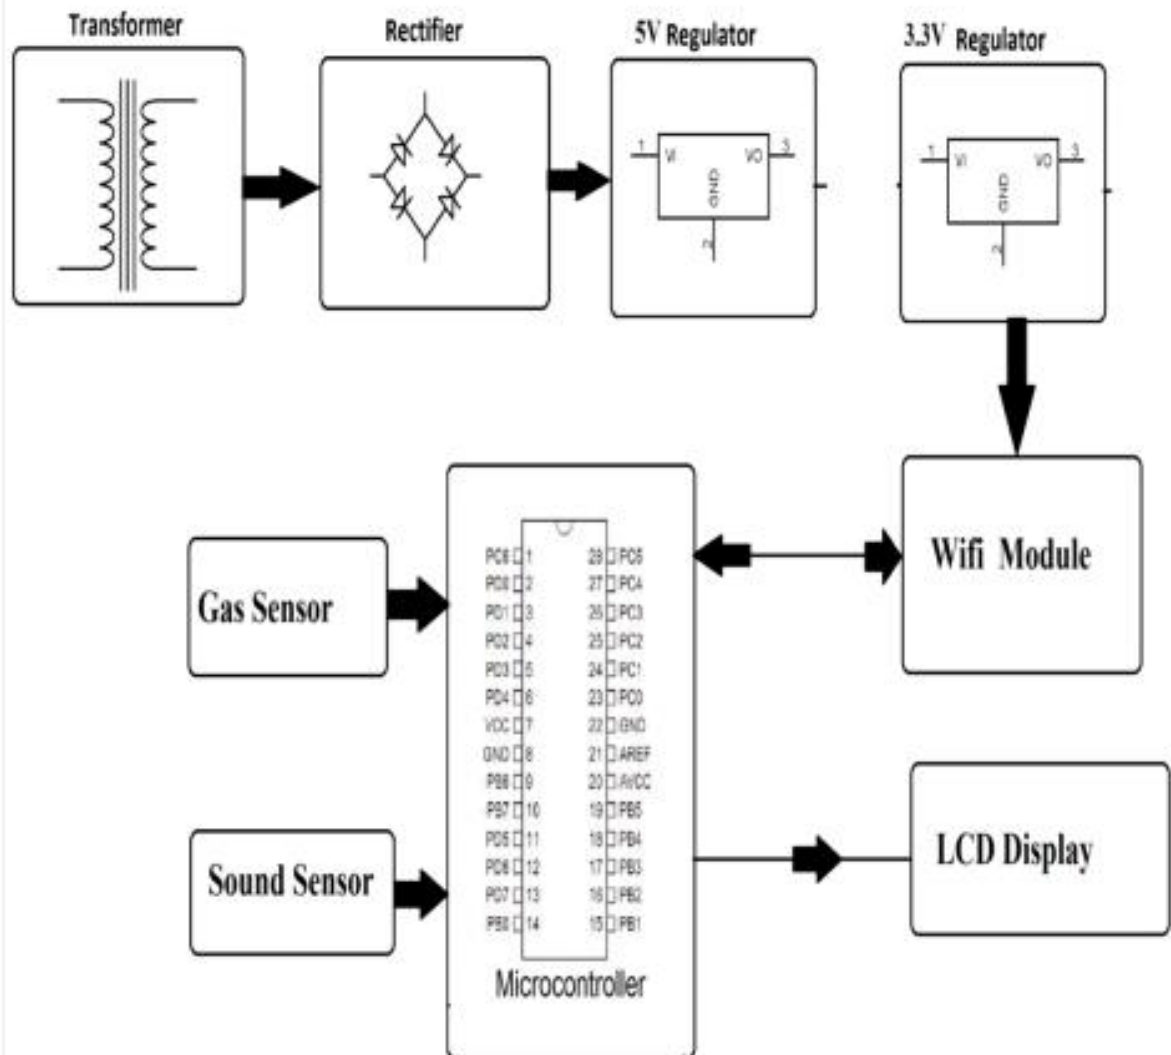 Transformer
Rectifier
5V Regulator
3.3V Regulator
1 VI VO 3
GND
2
1 VI VO 3
GND
2
Gas Sensor
Sound Sensor
PC6 1 28 PC5
PD0 2 27 PC4
PD1 3 26 PC3
PD2 4 25 PC2
PD3 5 24 PC1
PD4 6 23 PC0
VCC 7 22 GND
GND 8 21 AREF
PB6 9 20 AVCC
PB7 10 19 PB5
PD5 11 18 PB4
PD6 12 17 PB3
PD7 13 16 PB2
PB0 14 15 PB1
Microcontroller
Wifi Module
LCD Display